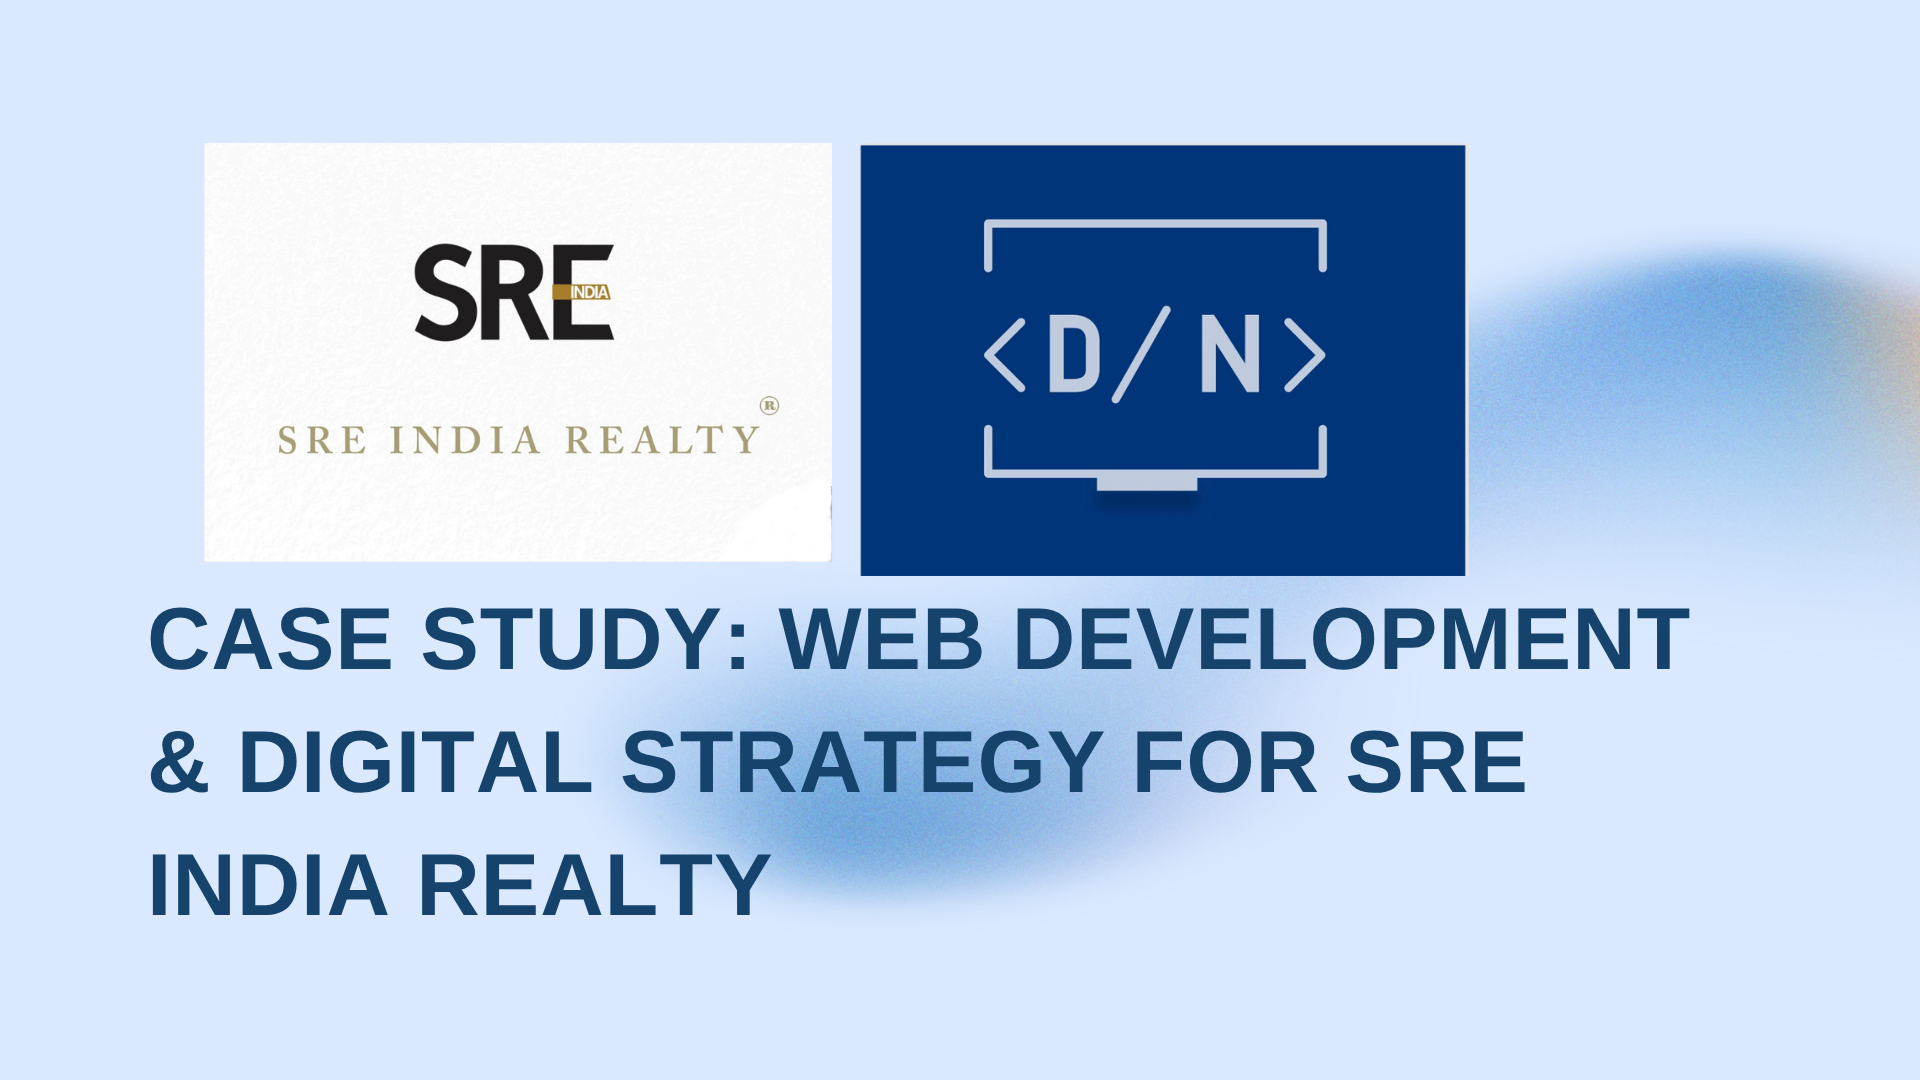 SRE
INDIA
SRE INDIA REALTY®
<D/N>
CASE STUDY: WEB DEVELOPMENT
& DIGITAL STRATEGY FOR SRE
INDIA REALTY